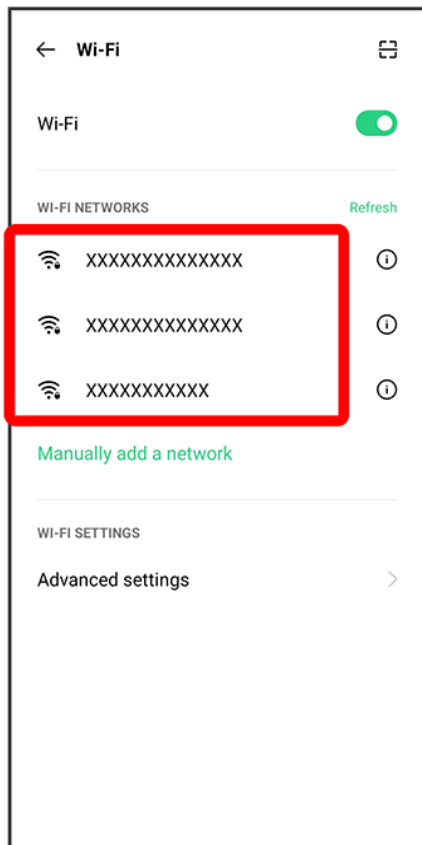 Wi-Fi
Wi-Fi
WI-FI NETWORKS Refresh
XXXXXXXXXXXXXX
XXXXXXXXXXXXXX
XXXXXXXXXXX
Manually add a network
WI-FI SETTINGS
Advanced settings